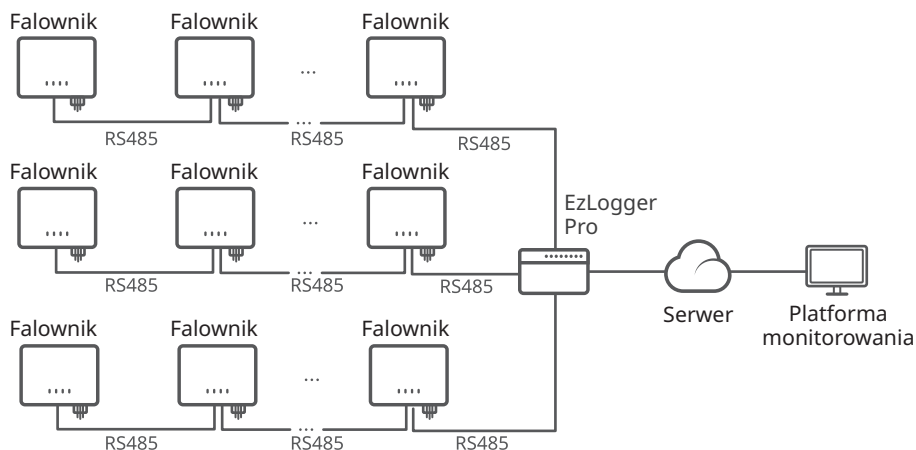 Falownik Falownik Falownik
...
...
RS485 RS485 RS485
Falownik Falownik Falownik
EzLogger
Pro
...
...
RS485 RS485 RS485
Serwer Platforma
monitorowania
Falownik Falownik Falownik
...
...
RS485 RS485 RS485